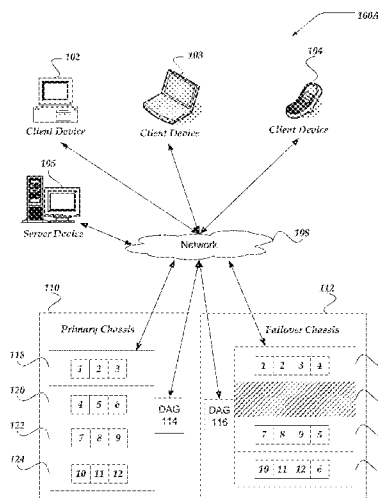 100A
102
103
104
Client Device
Client Device
Client Device
105
Server Device
Network
108
110
112
Primary Chassis
Failover Chassis
118
1 2 3
1 2 3 4
120
4 5 6
DAG 114
DAG 116
122
7 8 9
7 8 9 5
124
10 11 12
10 11 12 6